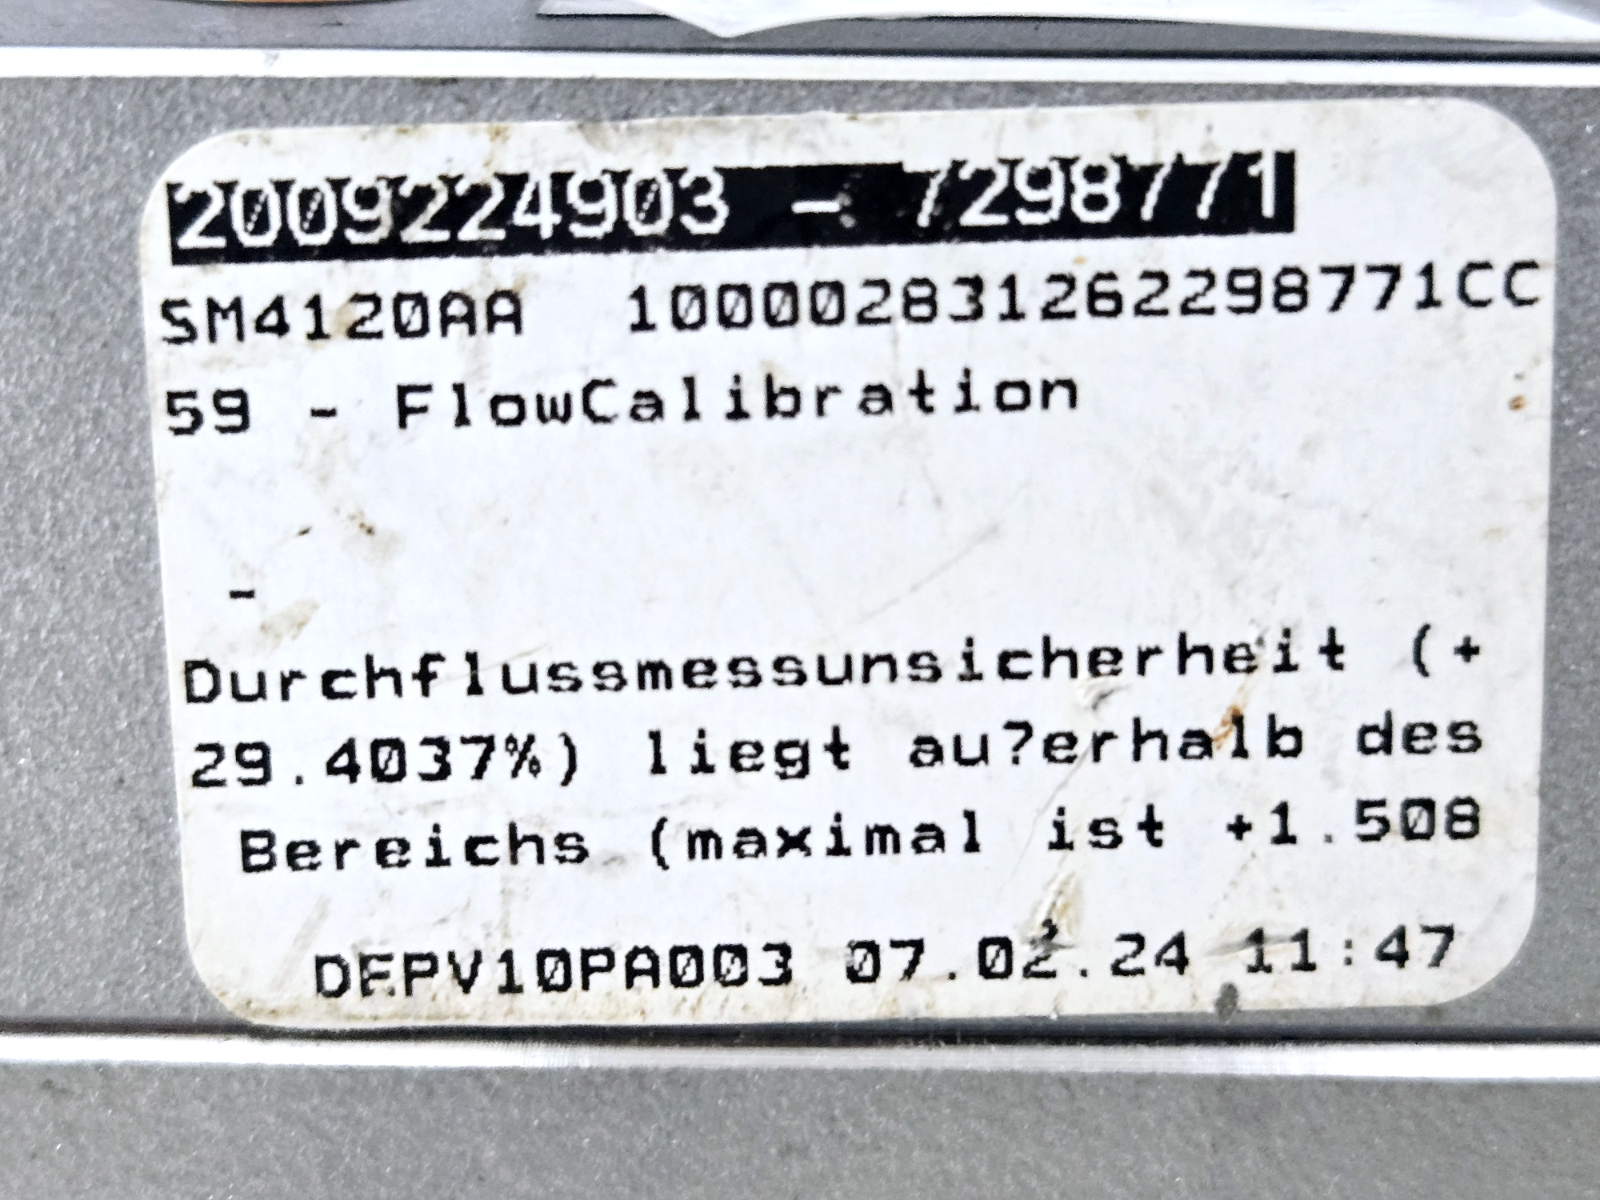 2009224903 - 7298771
SM4120AA 100002831262298771CC
59 - FlowCalibration
-
Durchflussmessunsicherheit (+
29.4037%) liegt au?erhalb des
Bereichs (maximal ist +1.508
DEPV10PA003 07.02.24 11:47